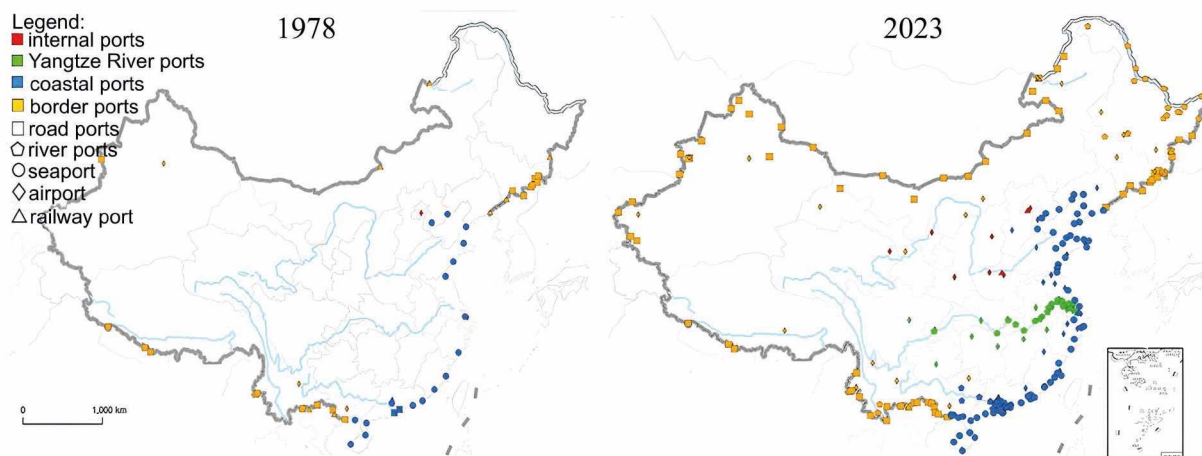 Legend:
internal ports
Yangtze River ports
coastal ports
border ports
road ports
river ports
seaport
airport
railway port
1978
2023
0 1,000 km